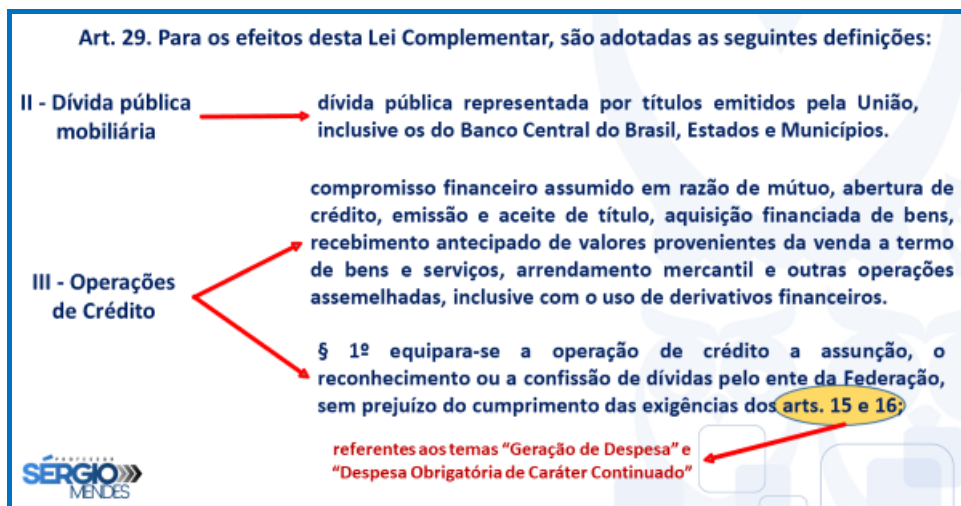 Art. 29. Para os efeitos desta Lei Complementar, são adotadas as seguintes definições:
II - Dívida pública
mobiliária
dívida pública representada por títulos emitidos pela União,
inclusive os do Banco Central do Brasil, Estados e Municípios.
III - Operações
de Crédito
compromisso financeiro assumido em razão de mútuo, abertura de
crédito, emissão e aceite de título, aquisição financiada de bens,
recebimento antecipado de valores provenientes da venda a termo
de bens e serviços, arrendamento mercantil e outras operações
assemelhadas, inclusive com o uso de derivativos financeiros.
§ 1º equipara-se a operação de crédito a assunção, o
reconhecimento ou a confissão de dívidas pelo ente da Federação,
sem prejuízo do cumprimento das exigências dos arts. 15 e 16;
referentes aos temas “Geração de Despesa” e
“Despesa Obrigatória de Caráter Continuado”
PROFESSOR
SÉRGIO
MENDES